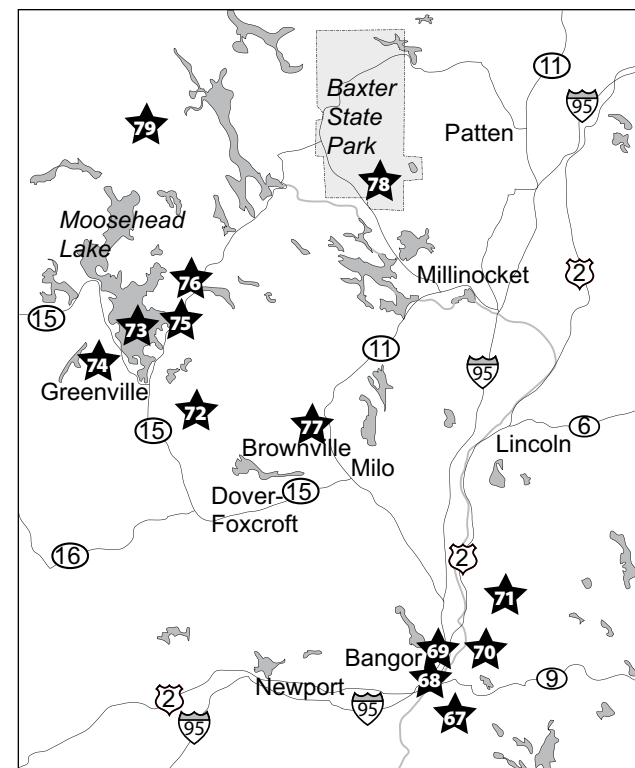 11
95
Baxter
State
Park
Patten
79
78
Moosehead
Lake
2
76
Millinocket
15
73
75
11
74
95
Greenville
72
15
77
6
Brownville
Lincoln
Milo
15
Dover-
Foxcroft
16
2
71
69
70
Bangor
68
9
Newport
2
95
95
67